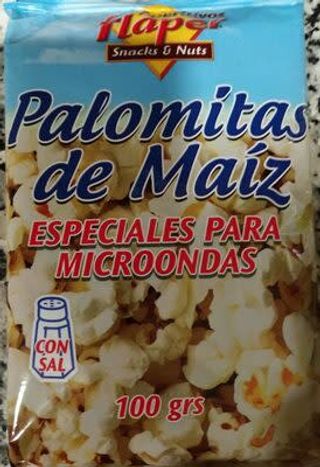 flaper
Snacks & Nuts
Palomitas
de Maíz
ESPECIALES PARA
MICROONDAS
CON
SAL
100 grs